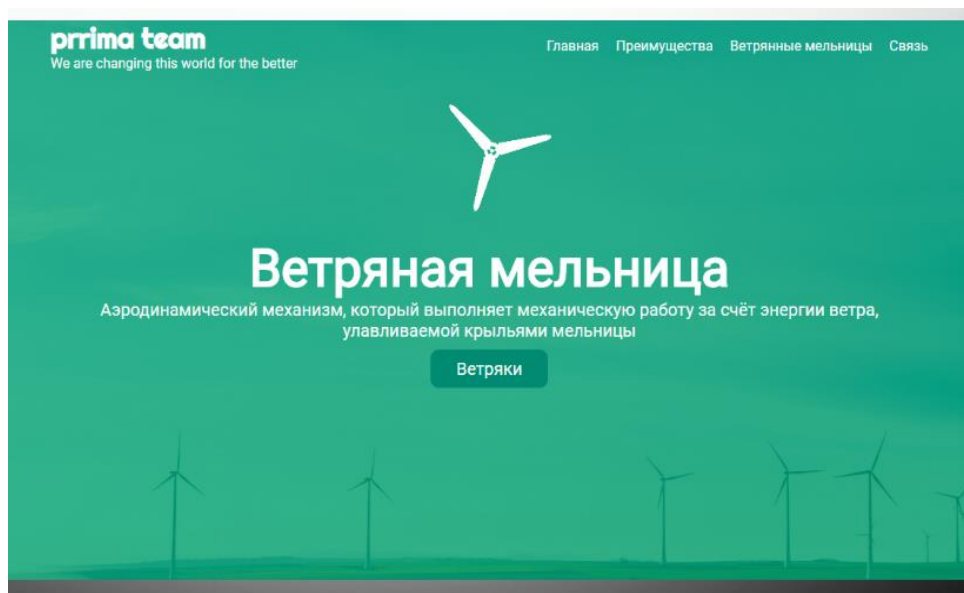 prrima team
We are changing this world for the better
Главная Преимущества Ветрянные мельницы Связь
Ветряная мельница
Аэродинамический механизм, который выполняет механическую работу за счёт энергии ветра,
улавливаемой крыльями мельницы
Ветряки